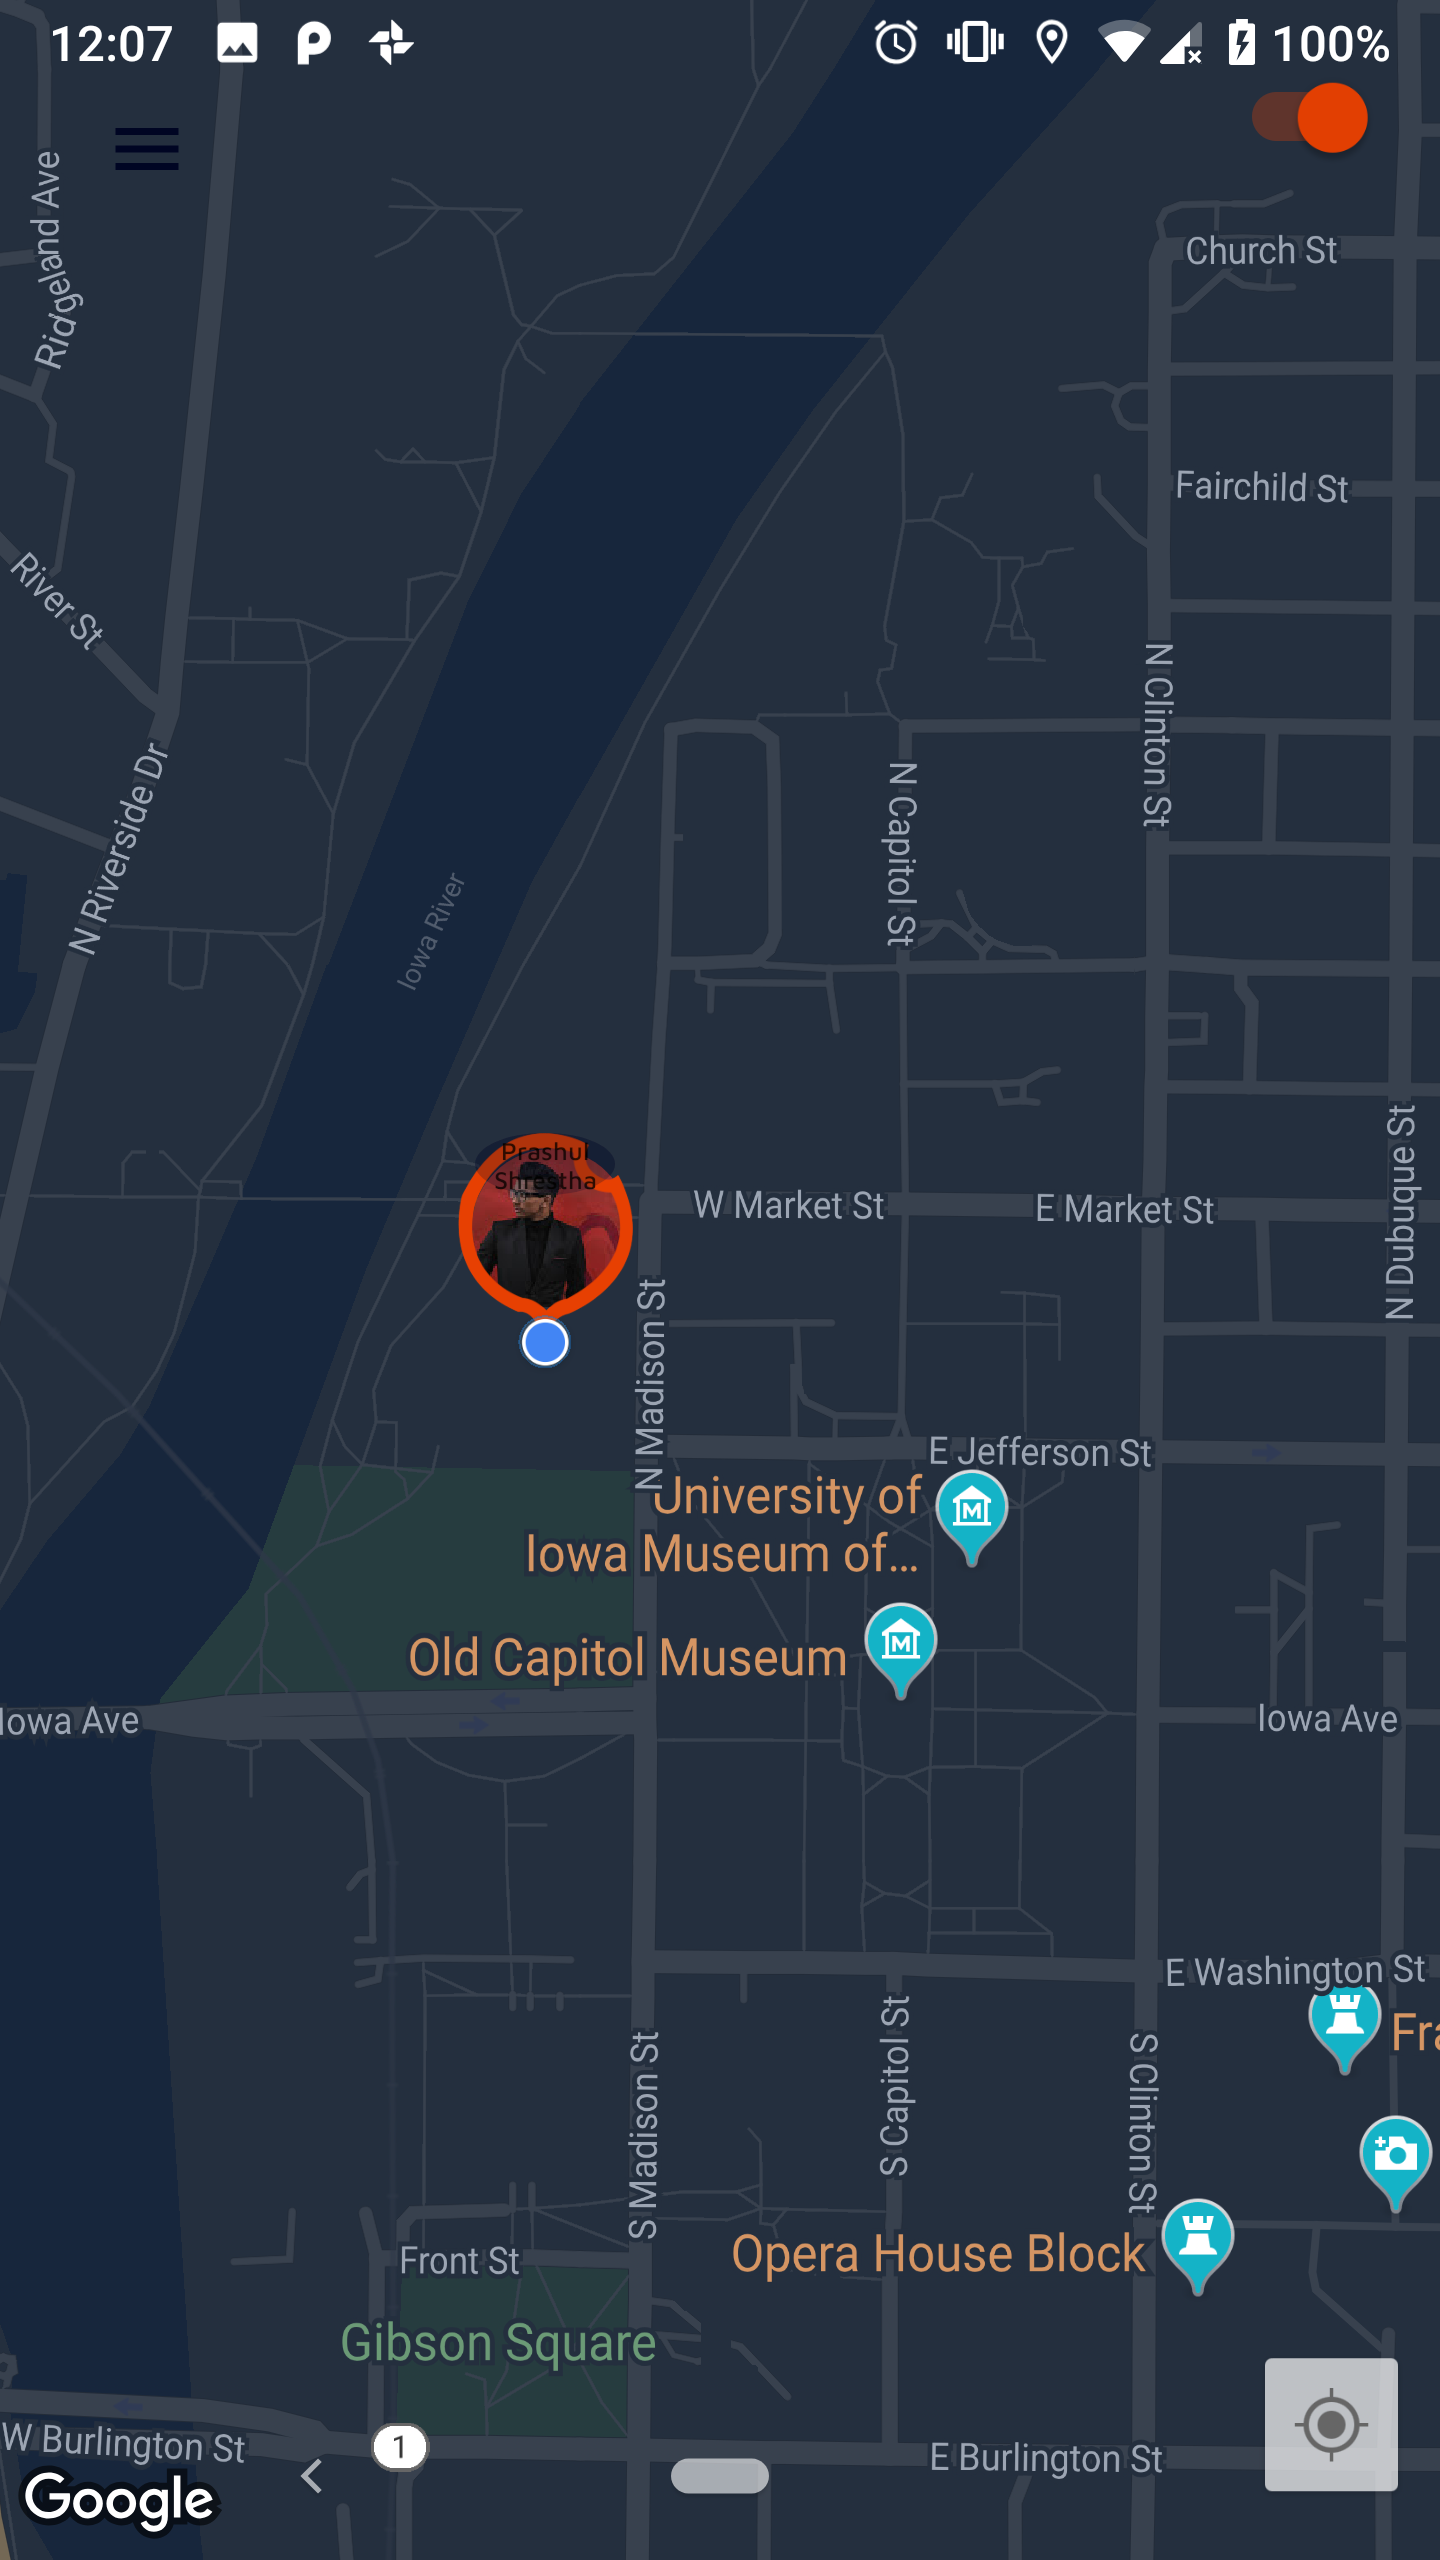 12:07
100%
Ridgeland Ave
Church St
Fairchild St
River St
N Clinton St
N Riverside Dr
N Capitol St
Iowa River
Prashul
Shrestha
N Dubuque St
W Market St
E Market St
N Madison St
E Jefferson St
University of
Iowa Museum of...
Old Capitol Museum
Iowa Ave
Iowa Ave
E Washington St
Fra
S Madison St
S Capitol St
S Clinton St
Opera House Block
Front St
Gibson Square
W Burlington St
1
E Burlington St
Google